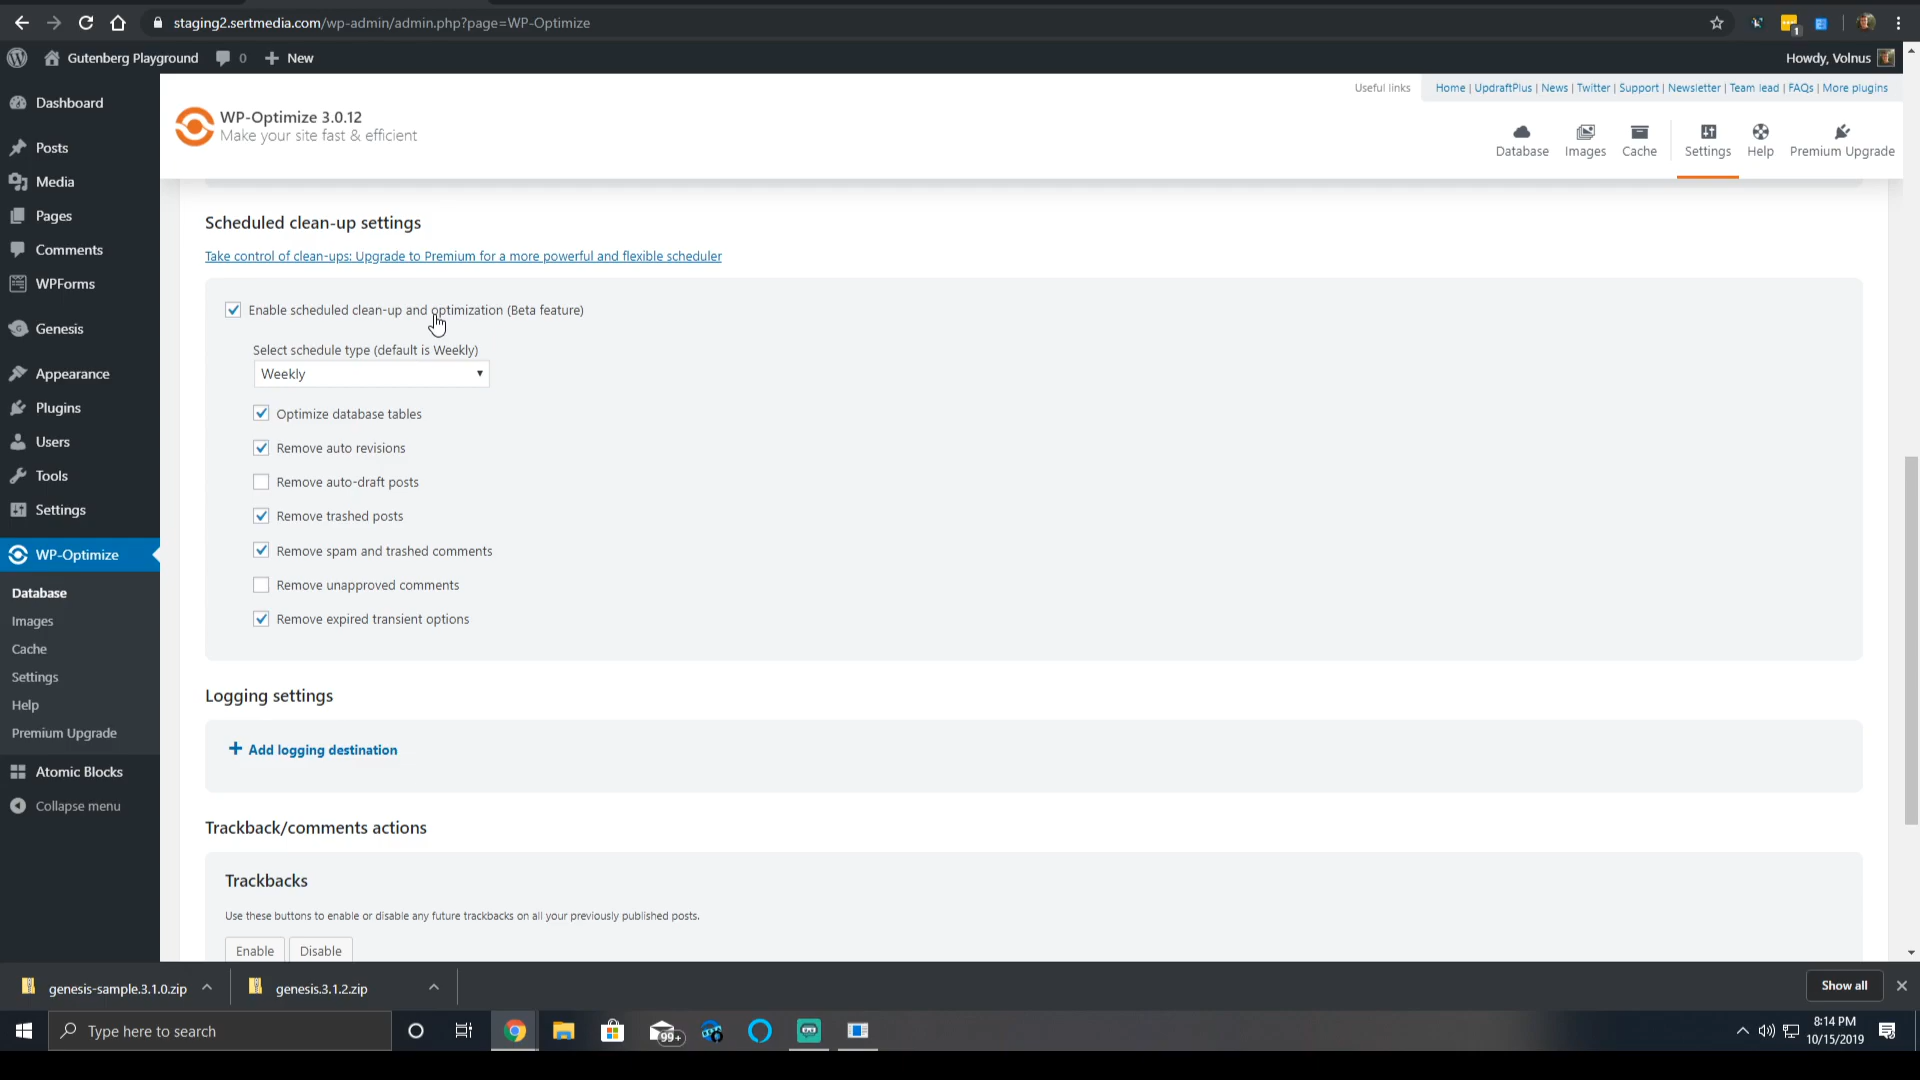 staging2.sertmedia.com/wp-admin/admin.php?page=WP-Optimize
1
Gutenberg Playground 0 New Howdy, Volnus
Useful links Home | UpdraftPlus | News | Twitter | Support | Newsletter | Team lead | FAQs | More plugins
WP-Optimize 3.0.12
Make your site fast & efficient
Database Images Cache Settings Help Premium Upgrade
Dashboard
Posts
Media
Pages
Comments
WPForms
Genesis
Appearance
Plugins
Users
Tools
Settings
WP-Optimize
Database
Images
Cache
Settings
Help
Premium Upgrade
Atomic Blocks
Collapse menu
Scheduled clean-up settings
Take control of clean-ups: Upgrade to Premium for a more powerful and flexible scheduler
Enable scheduled clean-up and optimization (Beta feature)
Select schedule type (default is Weekly)
Weekly
Optimize database tables
Remove auto revisions
Remove auto-draft posts
Remove trashed posts
Remove spam and trashed comments
Remove unapproved comments
Remove expired transient options
Logging settings
Add logging destination
Trackback/comments actions
Trackbacks
Use these buttons to enable or disable any future trackbacks on all your previously published posts.
Enable Disable
genesis-sample.3.1.0.zip genesis.3.1.2.zip Show all
Type here to search
99+
8:14 PM
10/15/2019